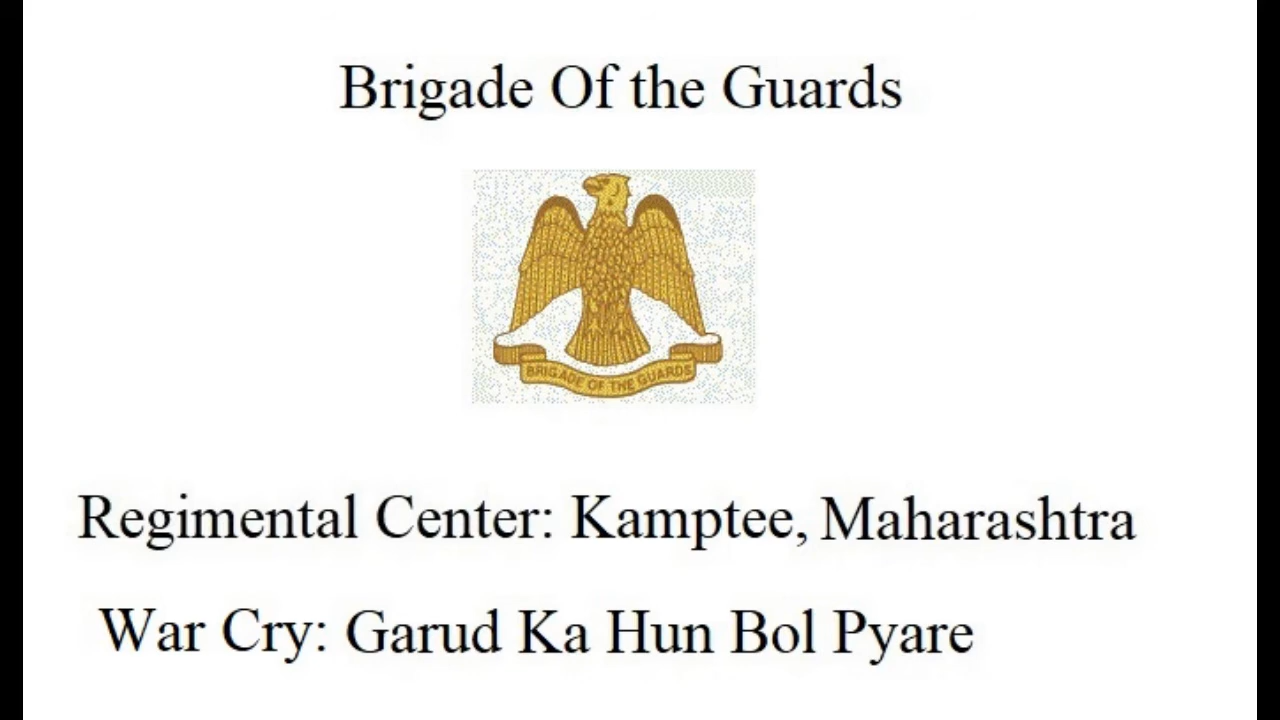 Brigade Of the Guards
BRIGADE OF THE GUARDS
Regimental Center: Kamptee, Maharashtra
War Cry: Garud Ka Hun Bol Pyare